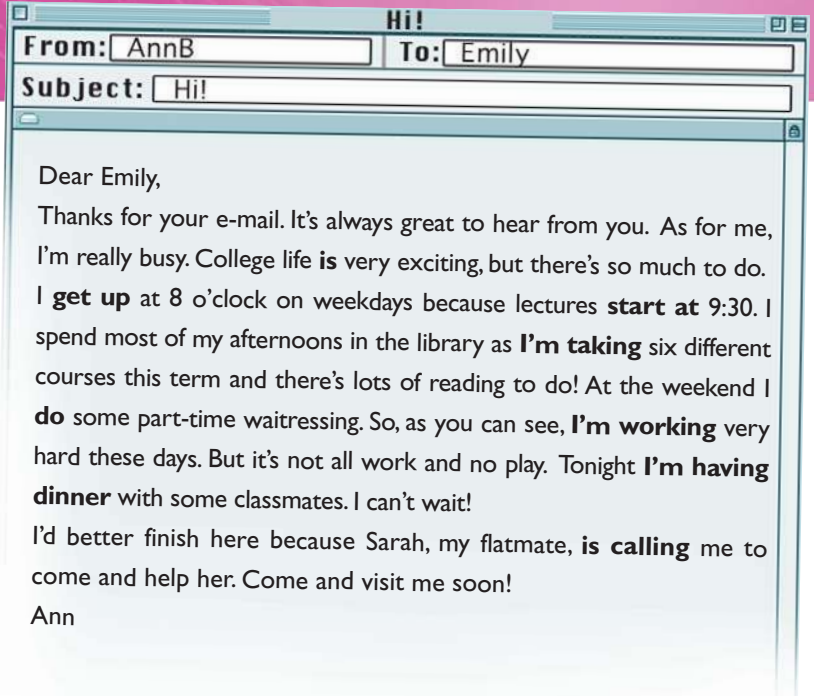 Hi!
From: AnnB To: Emily
Subject: Hi!
Dear Emily,
Thanks for your e-mail. It's always great to hear from you. As for me,
I'm really busy. College life is very exciting, but there's so much to do.
I get up at 8 o'clock on weekdays because lectures start at 9:30. I
spend most of my afternoons in the library as I'm taking six different
courses this term and there's lots of reading to do! At the weekend I
do some part-time waitressing. So, as you can see, I'm working very
hard these days. But it's not all work and no play. Tonight I'm having
dinner with some classmates. I can't wait!
I'd better finish here because Sarah, my flatmate, is calling me to
come and help her. Come and visit me soon!
Ann